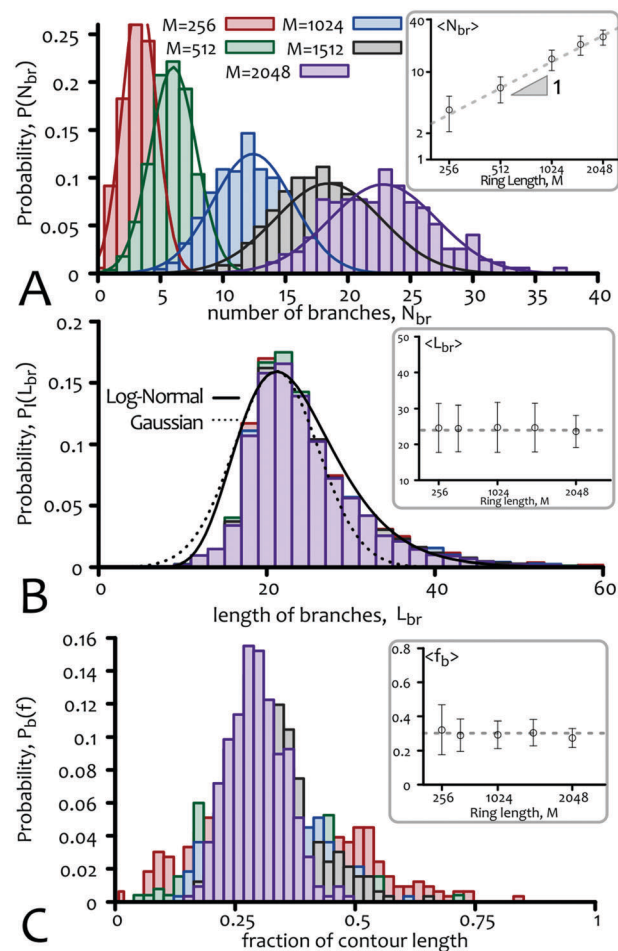 A
Probability, P(N_br)
0.25
0.20
0.15
0.1
0.05
0
0 5 10 15 20 25 30 35 40
number of branches, N_br
M=256 M=1024
M=512 M=1512
M=2048
<N_br>
10
2
1
1
256 512 1024 2048
Ring Length, M
B
Probability, P_l(L_br)
0.2
0.15
0.1
0.05
0
0 20 40 60
length of branches, L_br
Log-Normal
Gaussian
<L_br>
50
40
30
20
10
256 1024 2048
Ring length, M
C
Probability, P_b(f)
0.16
0.14
0.12
0.1
0.08
0.06
0.04
0.02
0
0 0.25 0.5 0.75 1
fraction of contour length
<f_b>
0.8
0.6
0.4
0.2
0
256 1024 2048
Ring length, M